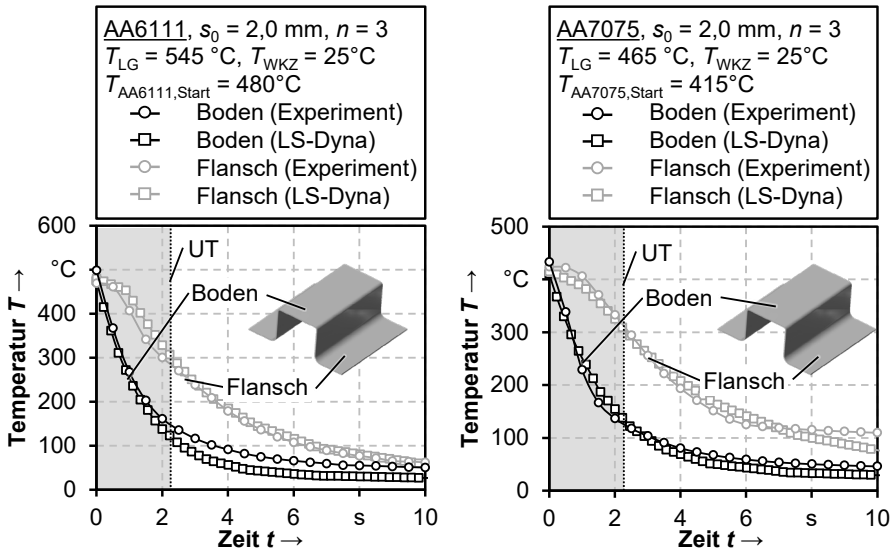 AA6111, s0 = 2,0 mm, n = 3
TLG = 545 °C, TWKZ = 25°C
TAA6111,Start = 480°C
Boden (Experiment)
Boden (LS-Dyna)
Flansch (Experiment)
Flansch (LS-Dyna)
600
°C
400
300
200
100
0
Temperatur T →
UT
Boden
Flansch
0 2 4 6 s 10
Zeit t →
AA7075, s0 = 2,0 mm, n = 3
TLG = 465 °C, TWKZ = 25°C
TAA7075,Start = 415°C
Boden (Experiment)
Boden (LS-Dyna)
Flansch (Experiment)
Flansch (LS-Dyna)
500
°C
300
200
100
0
Temperatur T →
UT
Boden
Flansch
0 2 4 6 s 10
Zeit t →